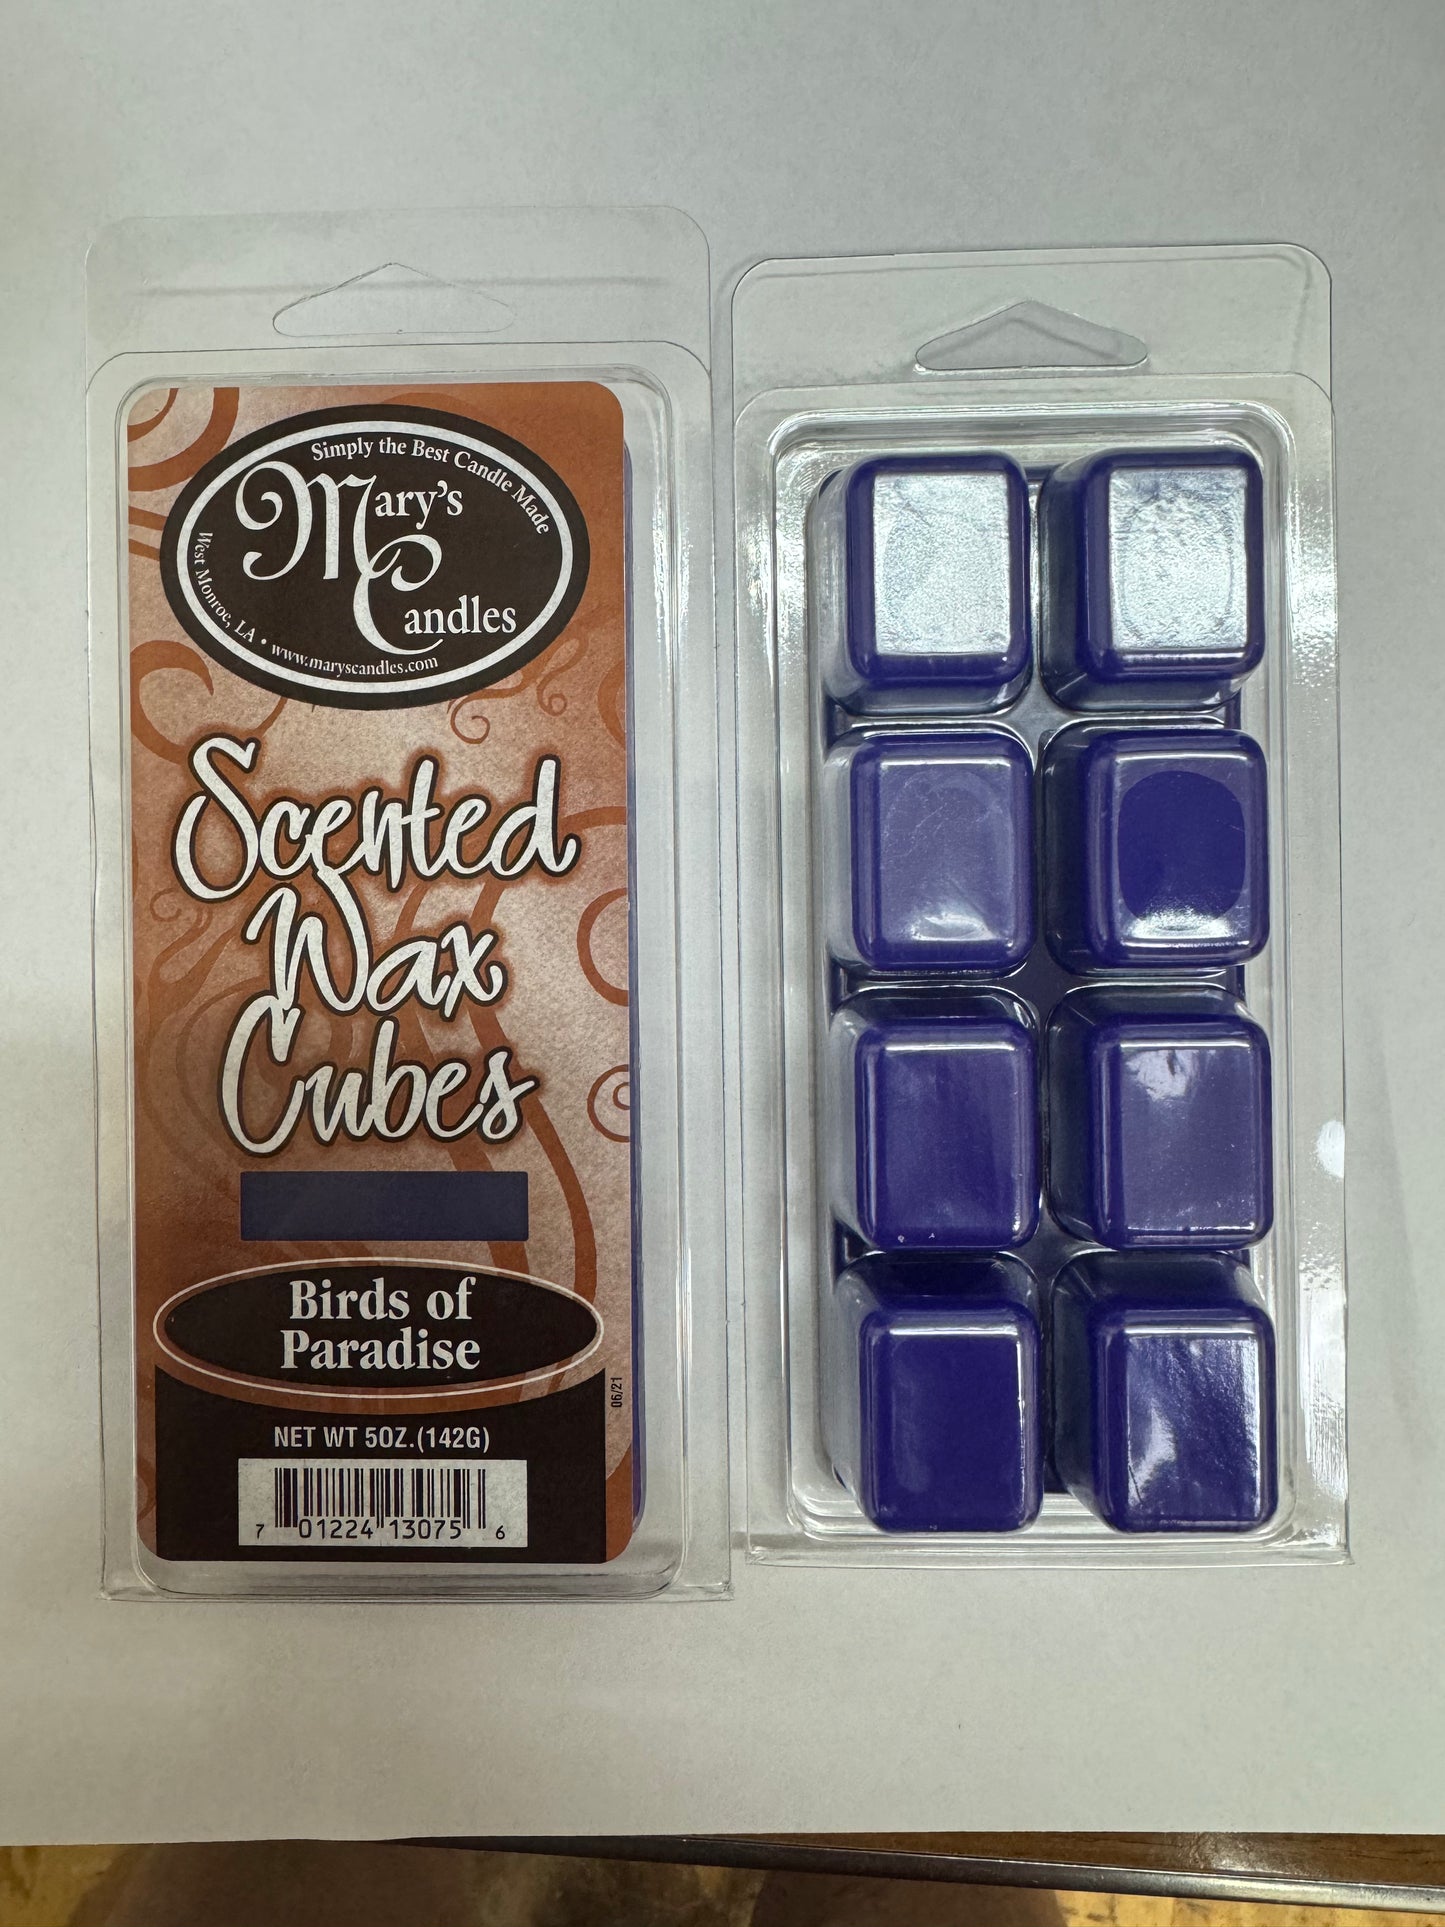 Simply the Best Candle Made
Mary's
Candles
West Monroe, LA • www.maryscandles.com
Scented
Wax
Cubes
Birds of
Paradise
06/21
NET WT 5OZ.(142G)
7 01224 13075 6